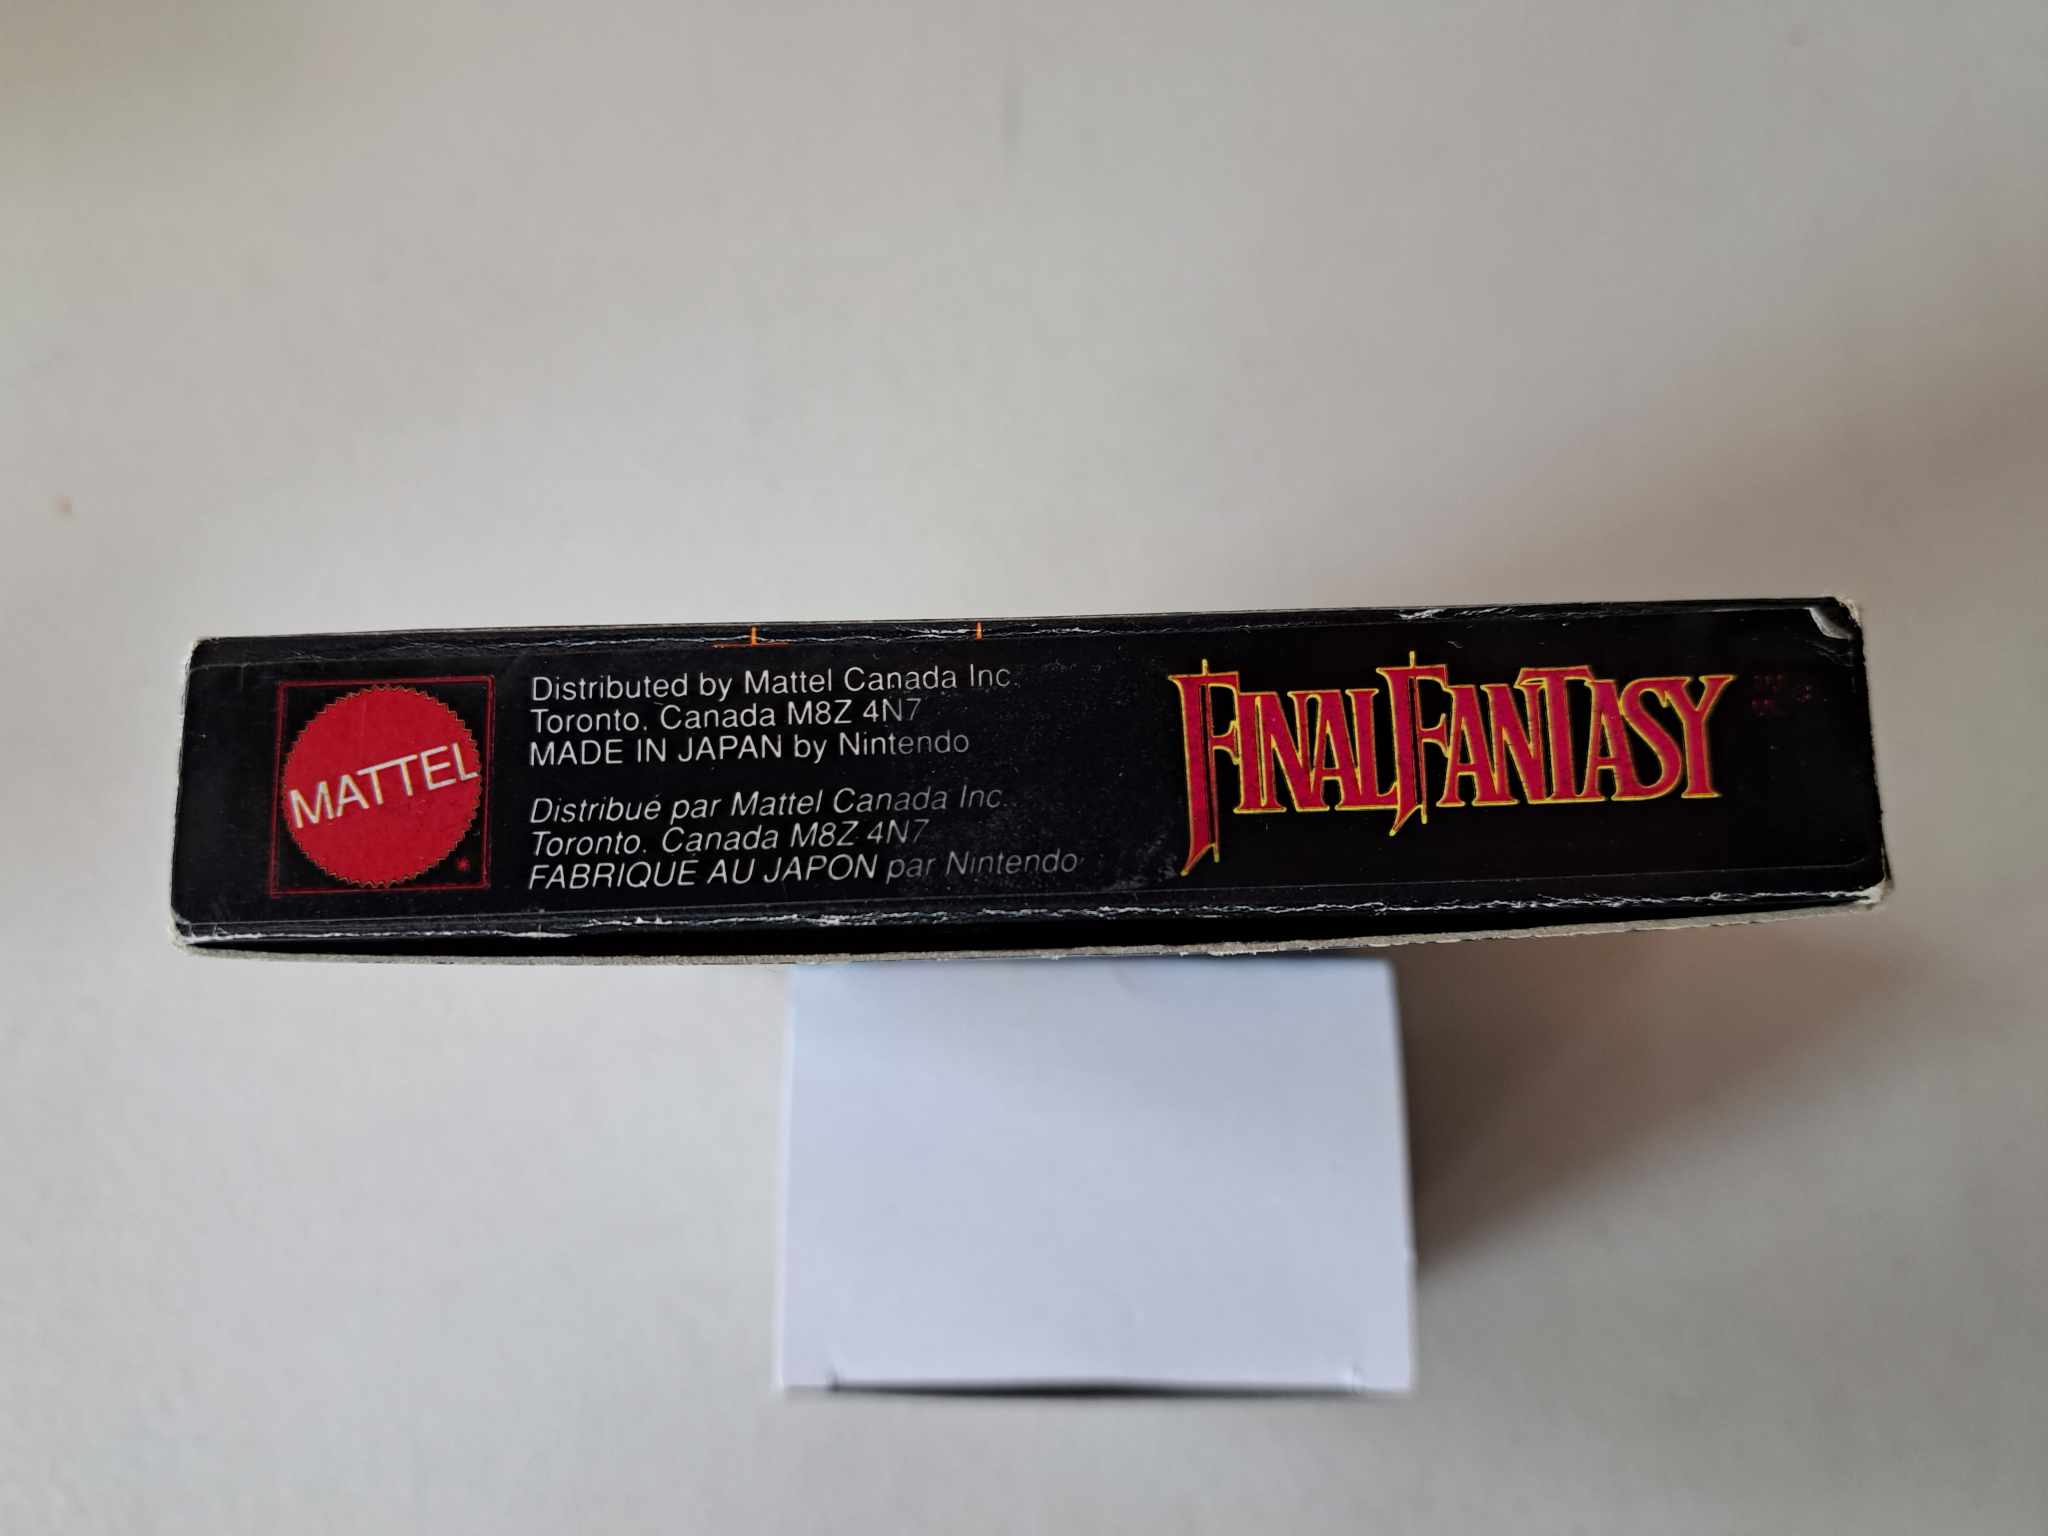 MATTEL
Distributed by Mattel Canada Inc.
Toronto, Canada M8Z 4N7
MADE IN JAPAN by Nintendo
Distribué par Mattel Canada Inc.
Toronto, Canada M8Z 4N7
FABRIQUÉ AU JAPON par Nintendo
FINAL FANTASY